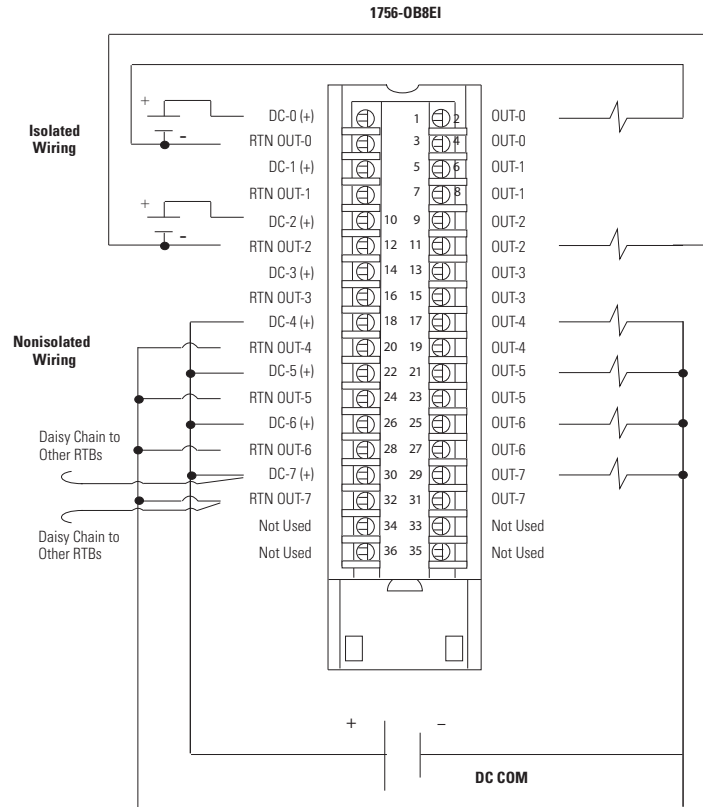 1756-OB8EI
Isolated
Wiring
+
-
+
-
DC-0 (+) 1 2 OUT-0
RTN OUT-0 3 4 OUT-0
DC-1 (+) 5 6 OUT-1
RTN OUT-1 7 8 OUT-1
DC-2 (+) 10 9 OUT-2
RTN OUT-2 12 11 OUT-2
DC-3 (+) 14 13 OUT-3
RTN OUT-3 16 15 OUT-3
DC-4 (+) 18 17 OUT-4
Nonisolated
Wiring
RTN OUT-4 20 19 OUT-4
DC-5 (+) 22 21 OUT-5
RTN OUT-5 24 23 OUT-5
DC-6 (+) 26 25 OUT-6
Daisy Chain to
Other RTBs
RTN OUT-6 28 27 OUT-6
DC-7 (+) 30 29 OUT-7
RTN OUT-7 32 31 OUT-7
Daisy Chain to
Other RTBs
Not Used 34 33 Not Used
Not Used 36 35 Not Used
+ –
DC COM